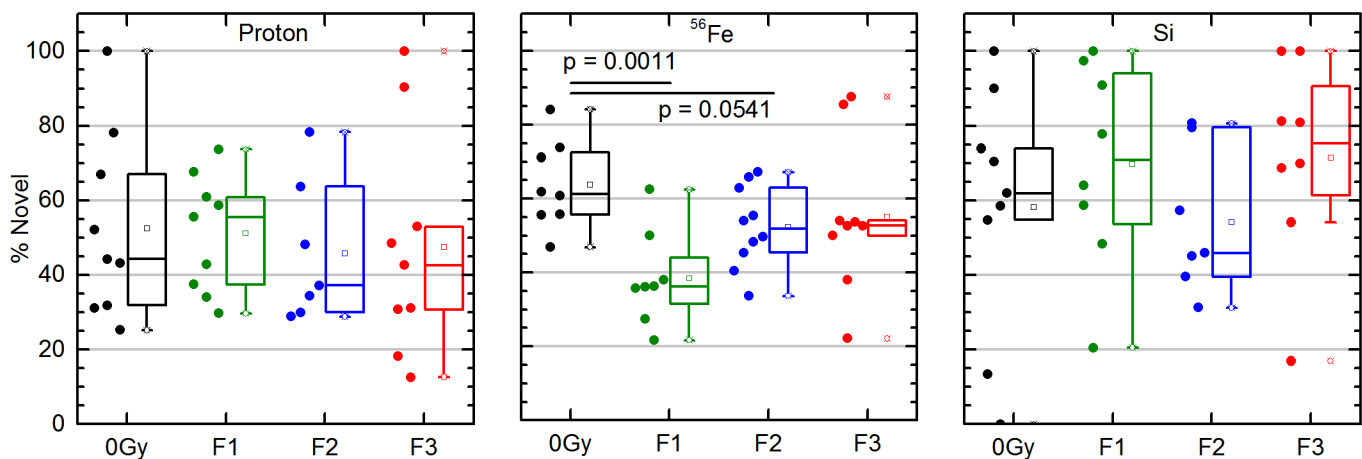 Proton
⁵⁶Fe
Si
% Novel
100
80
60
40
20
0
p = 0.0011
p = 0.0541
0Gy F1 F2 F3
0Gy F1 F2 F3
0Gy F1 F2 F3